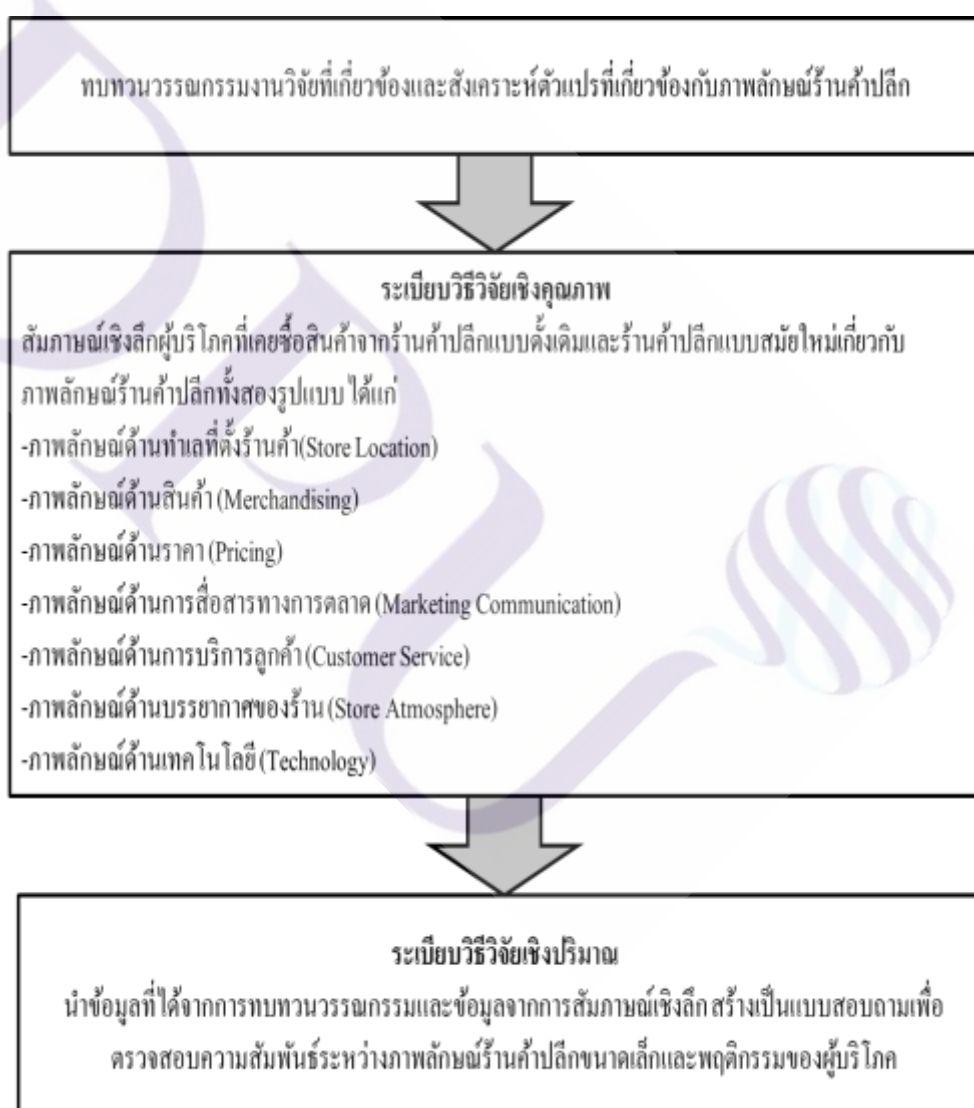 ทบทวนวรรณกรรมงานวิจัยที่เกี่ยวข้องและสังเคราะห์ตัวแปรที่เกี่ยวข้องกับภาพลักษณ์ร้านค้าปลีก
ระเบียบวิธีวิจัยเชิงคุณภาพ
สัมภาษณ์เชิงลึกผู้บริโภคที่เคยซื้อสินค้าจากร้านค้าปลีกแบบดั้งเดิมและร้านค้าปลีกแบบสมัยใหม่เกี่ยวกับ
ภาพลักษณ์ร้านค้าปลีกทั้งสองรูปแบบ ได้แก่
-ภาพลักษณ์ด้านทำเลที่ตั้งร้านค้า(Store Location)
-ภาพลักษณ์ด้านสินค้า (Merchandising)
-ภาพลักษณ์ด้านราคา (Pricing)
-ภาพลักษณ์ด้านการสื่อสารทางการตลาด (Marketing Communication)
-ภาพลักษณ์ด้านการบริการลูกค้า (Customer Service)
-ภาพลักษณ์ด้านบรรยากาศของร้าน (Store Atmosphere)
-ภาพลักษณ์ด้านเทคโนโลยี (Technology)
ระเบียบวิธีวิจัยเชิงปริมาณ
นำข้อมูลที่ได้จากการทบทวนวรรณกรรมและข้อมูลจากการสัมภาษณ์เชิงลึก สร้างเป็นแบบสอบถามเพื่อ
ตรวจสอบความสัมพันธ์ระหว่างภาพลักษณ์ร้านค้าปลีกขนาดเล็กและพฤติกรรมของผู้บริโภค
DPU